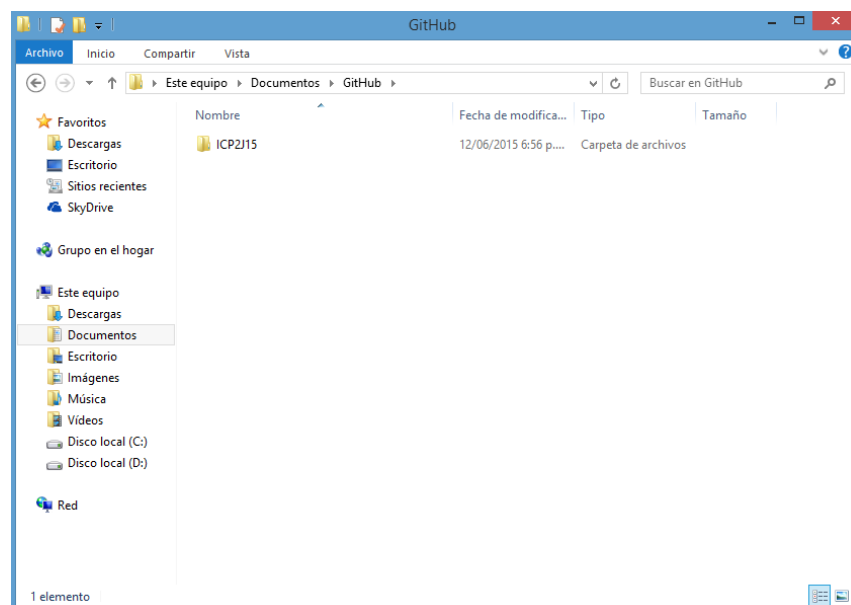 GitHub
Archivo Inicio Compartir Vista
Este equipo Documentos GitHub Buscar en GitHub
Nombre Fecha de modifica... Tipo Tamaño
ICP2J15 12/06/2015 6:56 p.... Carpeta de archivos
Favoritos
Descargas
Escritorio
Sitios recientes
SkyDrive
Grupo en el hogar
Este equipo
Descargas
Documentos
Escritorio
Imágenes
Música
Vídeos
Disco local (C:)
Disco local (D:)
Red
1 elemento